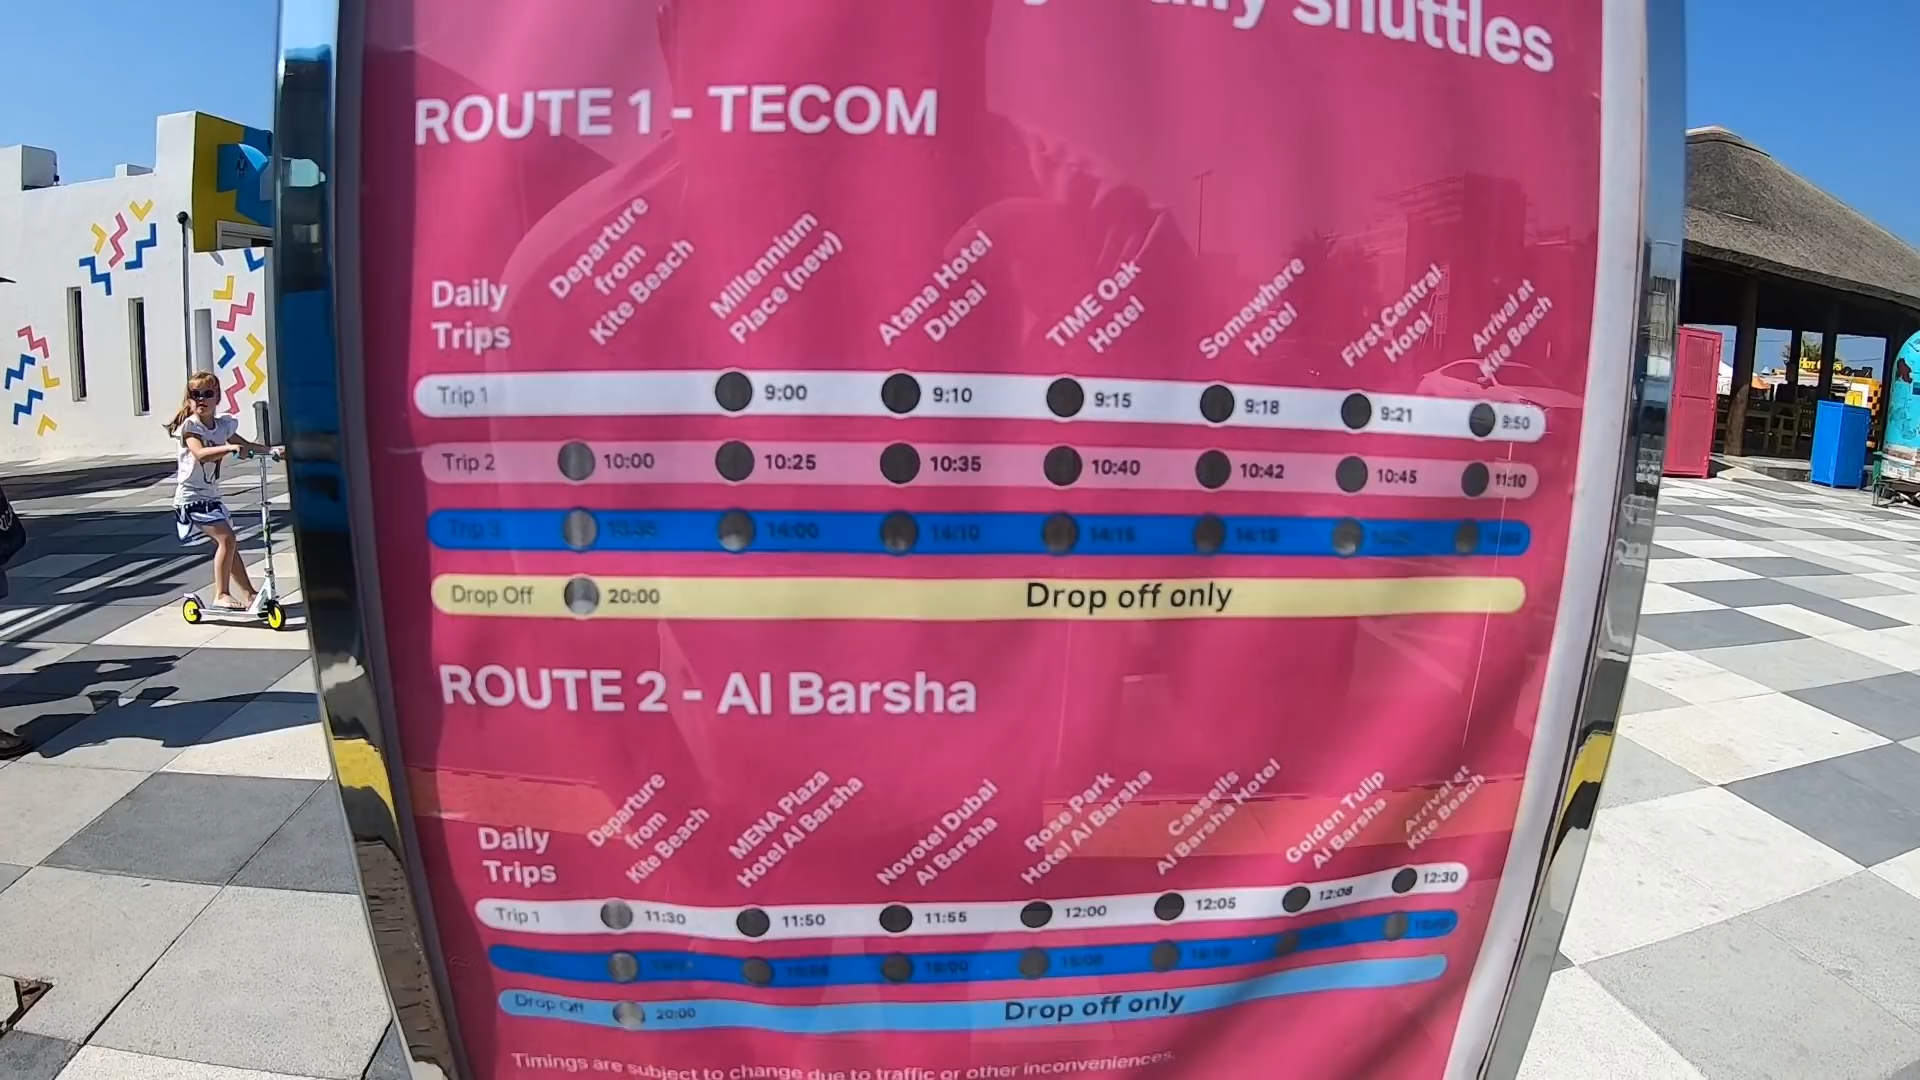 shuttles
ROUTE 1 - TECOM
Daily Trips
Departure from Kite Beach
Millennium Place (new)
Atana Hotel Dubai
TIME Oak Hotel
Somewhere Hotel
First Central Hotel
Arrival at Kite Beach
Trip 1 9:00 9:10 9:15 9:18 9:21 9:50
Trip 2 10:00 10:25 10:35 10:40 10:42 10:45 11:10
Trip 3 14:00 14:10 14:15
Drop Off 20:00 Drop off only
ROUTE 2 - Al Barsha
Daily Trips
Departure from Kite Beach
MENA Plaza Hotel Al Barsha
Novotel Dubai Al Barsha
Rose Park Hotel Al Barsha
Cassells Al Barsha Hotel
Golden Tulip Al Barsha
Arrival at Kite Beach
Trip 1 11:30 11:50 11:55 12:00 12:05 12:08 12:30
Drop Off 20:00 Drop off only
Timings are subject to change due to traffic or other inconveniences.